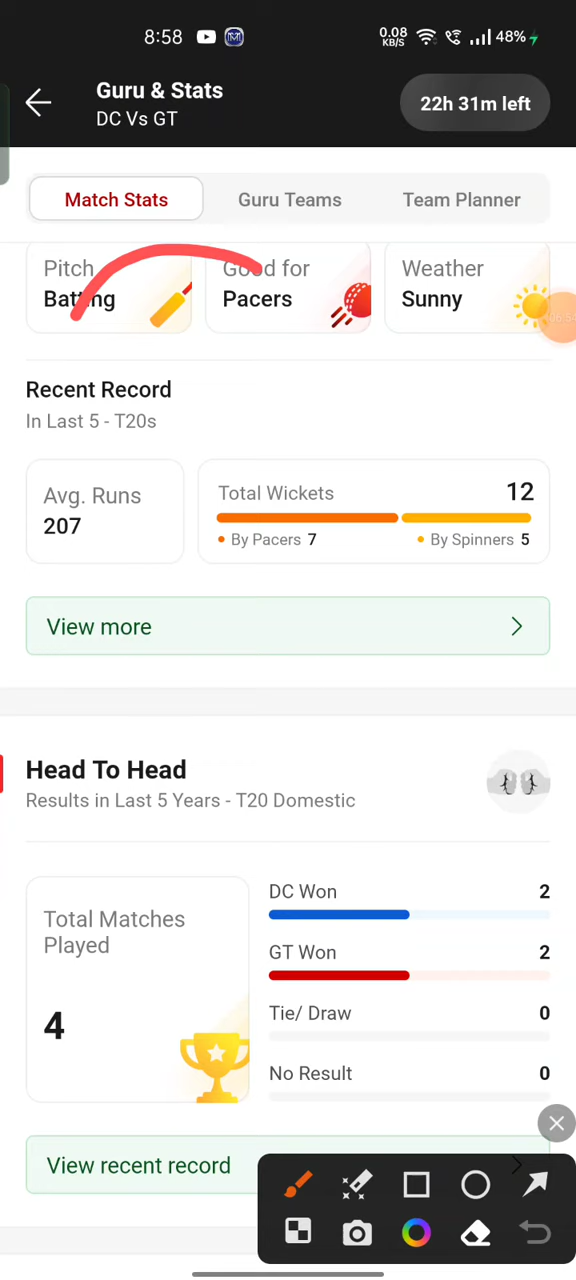 8:58
0.08 KB/S
48%
Guru & Stats
DC Vs GT
22h 31m left
Match Stats
Guru Teams
Team Planner
Pitch
Batting
Good for
Pacers
Weather
Sunny
Recent Record
In Last 5 - T20s
Avg. Runs
207
Total Wickets 12
By Pacers 7
By Spinners 5
View more
Head To Head
Results in Last 5 Years - T20 Domestic
Total Matches
Played
4
DC Won 2
GT Won 2
Tie/ Draw 0
No Result 0
View recent record